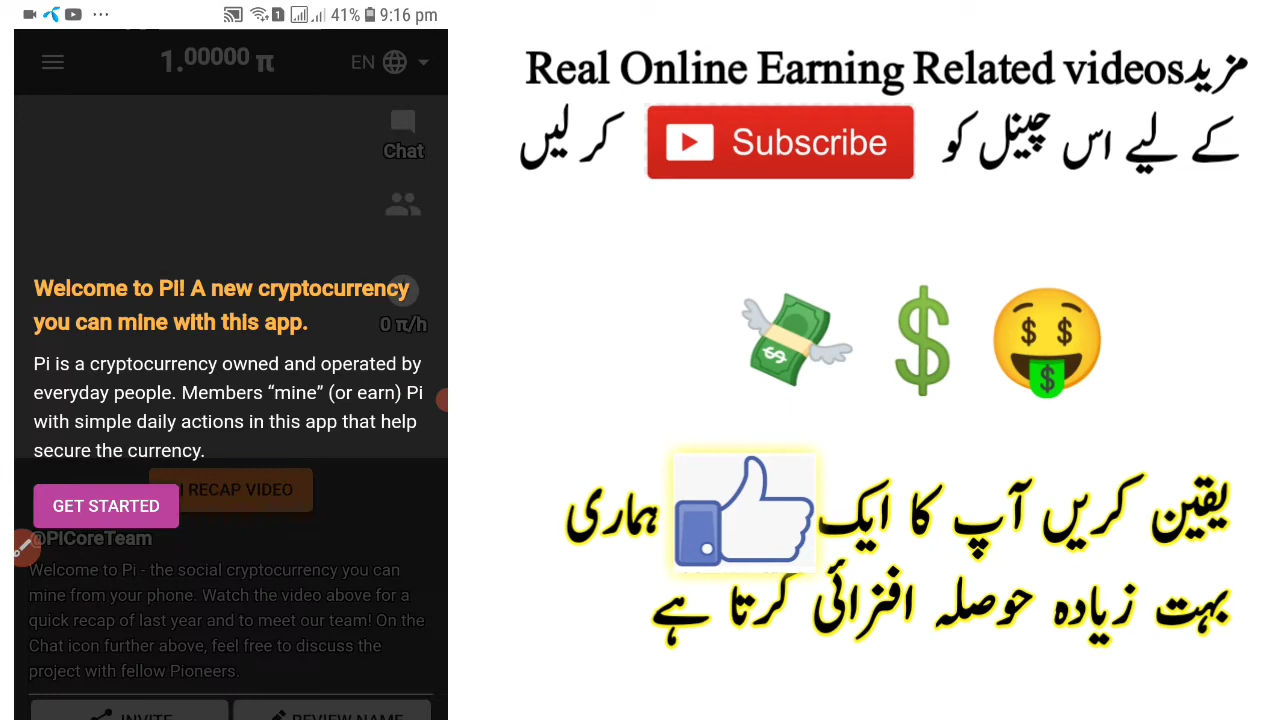 41% 9:16 pm
1.00000 π
EN
Chat
Welcome to Pi! A new cryptocurrency
you can mine with this app.
0 π/h
Pi is a cryptocurrency owned and operated by
everyday people. Members “mine” (or earn) Pi
with simple daily actions in this app that help
secure the currency.
RECAP VIDEO
GET STARTED
@PiCoreTeam
Welcome to Pi - the social cryptocurrency you can
mine from your phone. Watch the video above for a
quick recap of last year and to meet our team! On the
Chat icon further above, feel free to discuss the
project with fellow Pioneers.
INVITE REVIEW NAME
مزید Real Online Earning Related videos
کے لیے اس چینل کو Subscribe کر لیں
یقین کریں آپ کا ایک ہماری
بہت زیادہ حوصلہ افزائی کرتا ہے